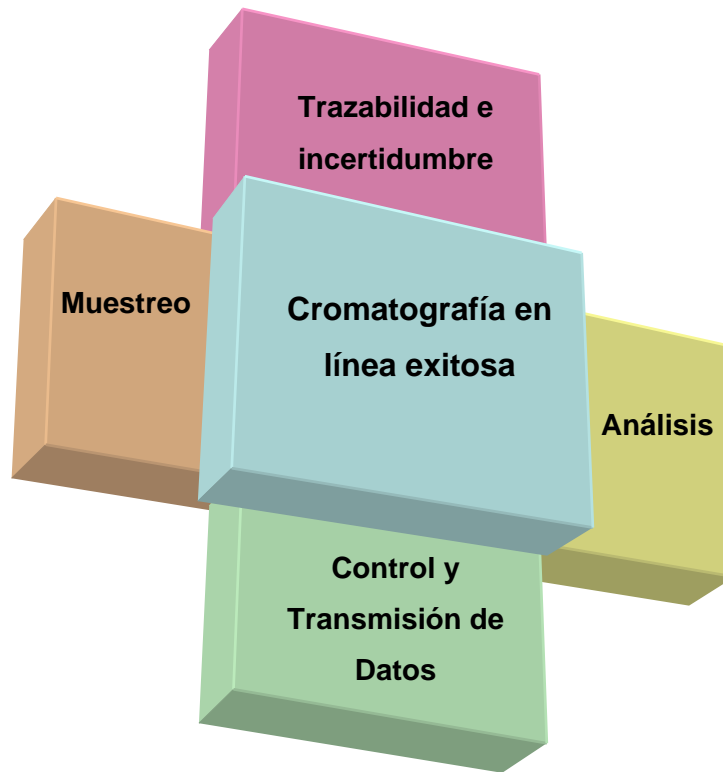 Trazabilidad e
incertidumbre
Muestreo
Cromatografía en
línea exitosa
Análisis
Control y
Transmisión de
Datos